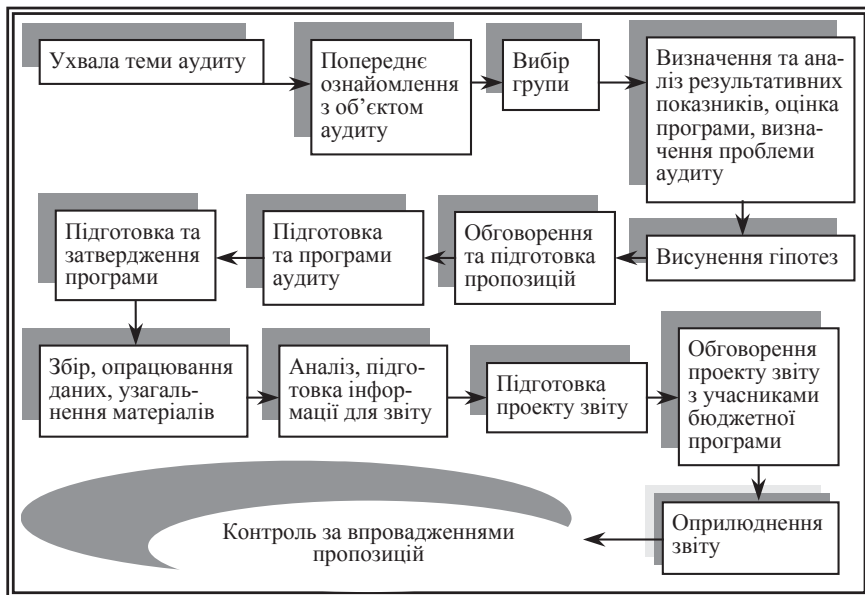 Ухвала теми аудиту
Попереднє
ознайомлення
з об’єктом
аудиту
Вибір
групи
Визначення та ана-
ліз результативних
показників, оцінка
програми, визна-
чення проблеми
аудиту
Висунення гіпотез
Обговорення
та підготовка
пропозицій
Підготовка
та програми
аудиту
Підготовка та
затвердження
програми
Збір, опрацювання
даних, узагаль-
нення матеріалів
Аналіз, підго-
товка інфор-
мації для звіту
Підготовка
проекту звіту
Обговорення
проекту звіту
з учасниками
бюджетної
програми
Оприлюднення
звіту
Контроль за впровадженнями
пропозицій